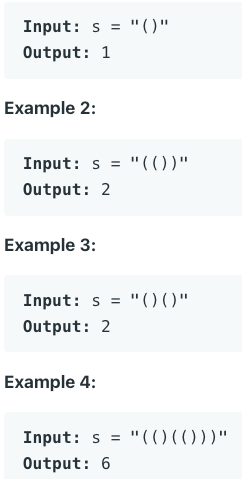 Input: s = "()"
Output: 1
Example 2:
Input: s = "(())"
Output: 2
Example 3:
Input: s = "()()"
Output: 2
Example 4:
Input: s = "(()(()))"
Output: 6